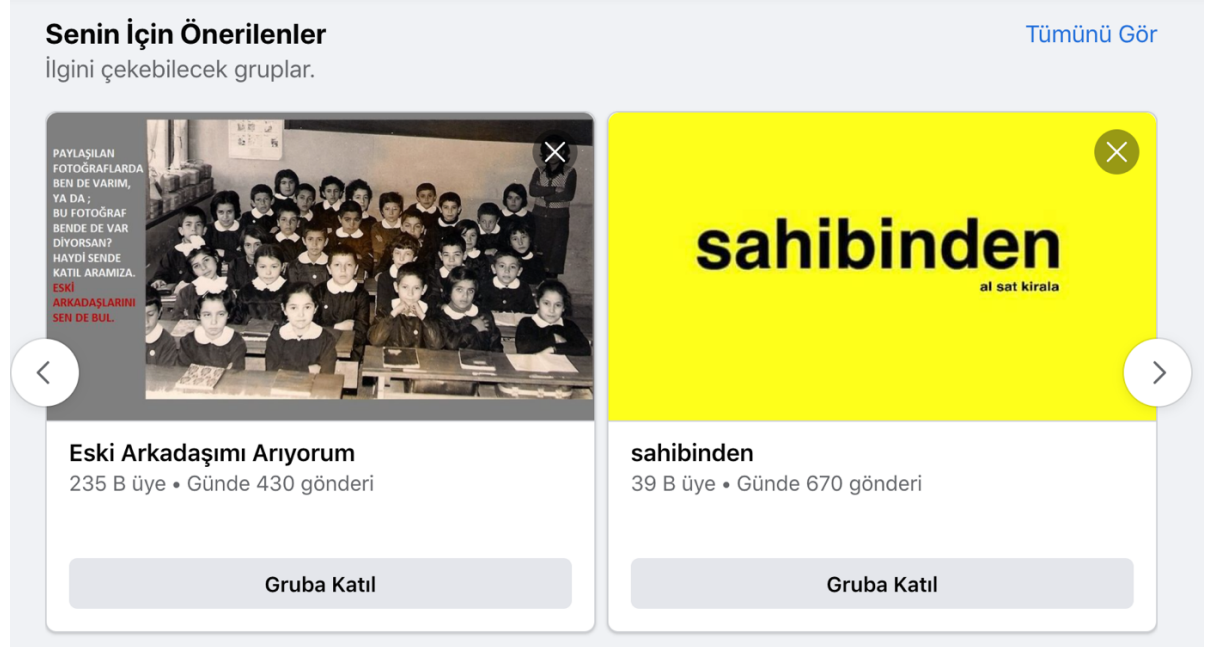 Senin İçin Önerilenler
Tümünü Gör
İlgini çekebilecek gruplar.
PAYLAŞILAN
FOTOĞRAFLARDA
BEN DE VARIM,
YA DA ;
BU FOTOĞRAF
BENDE DE VAR
DİYORSAN?
HAYDİ SENDE
KATIL ARAMIZA.
ESKİ
ARKADAŞLARINI
SEN DE BUL.
sahibinden
al sat kirala
Eski Arkadaşımı Arıyorum
235 B üye • Günde 430 gönderi
Gruba Katıl
sahibinden
39 B üye • Günde 670 gönderi
Gruba Katıl